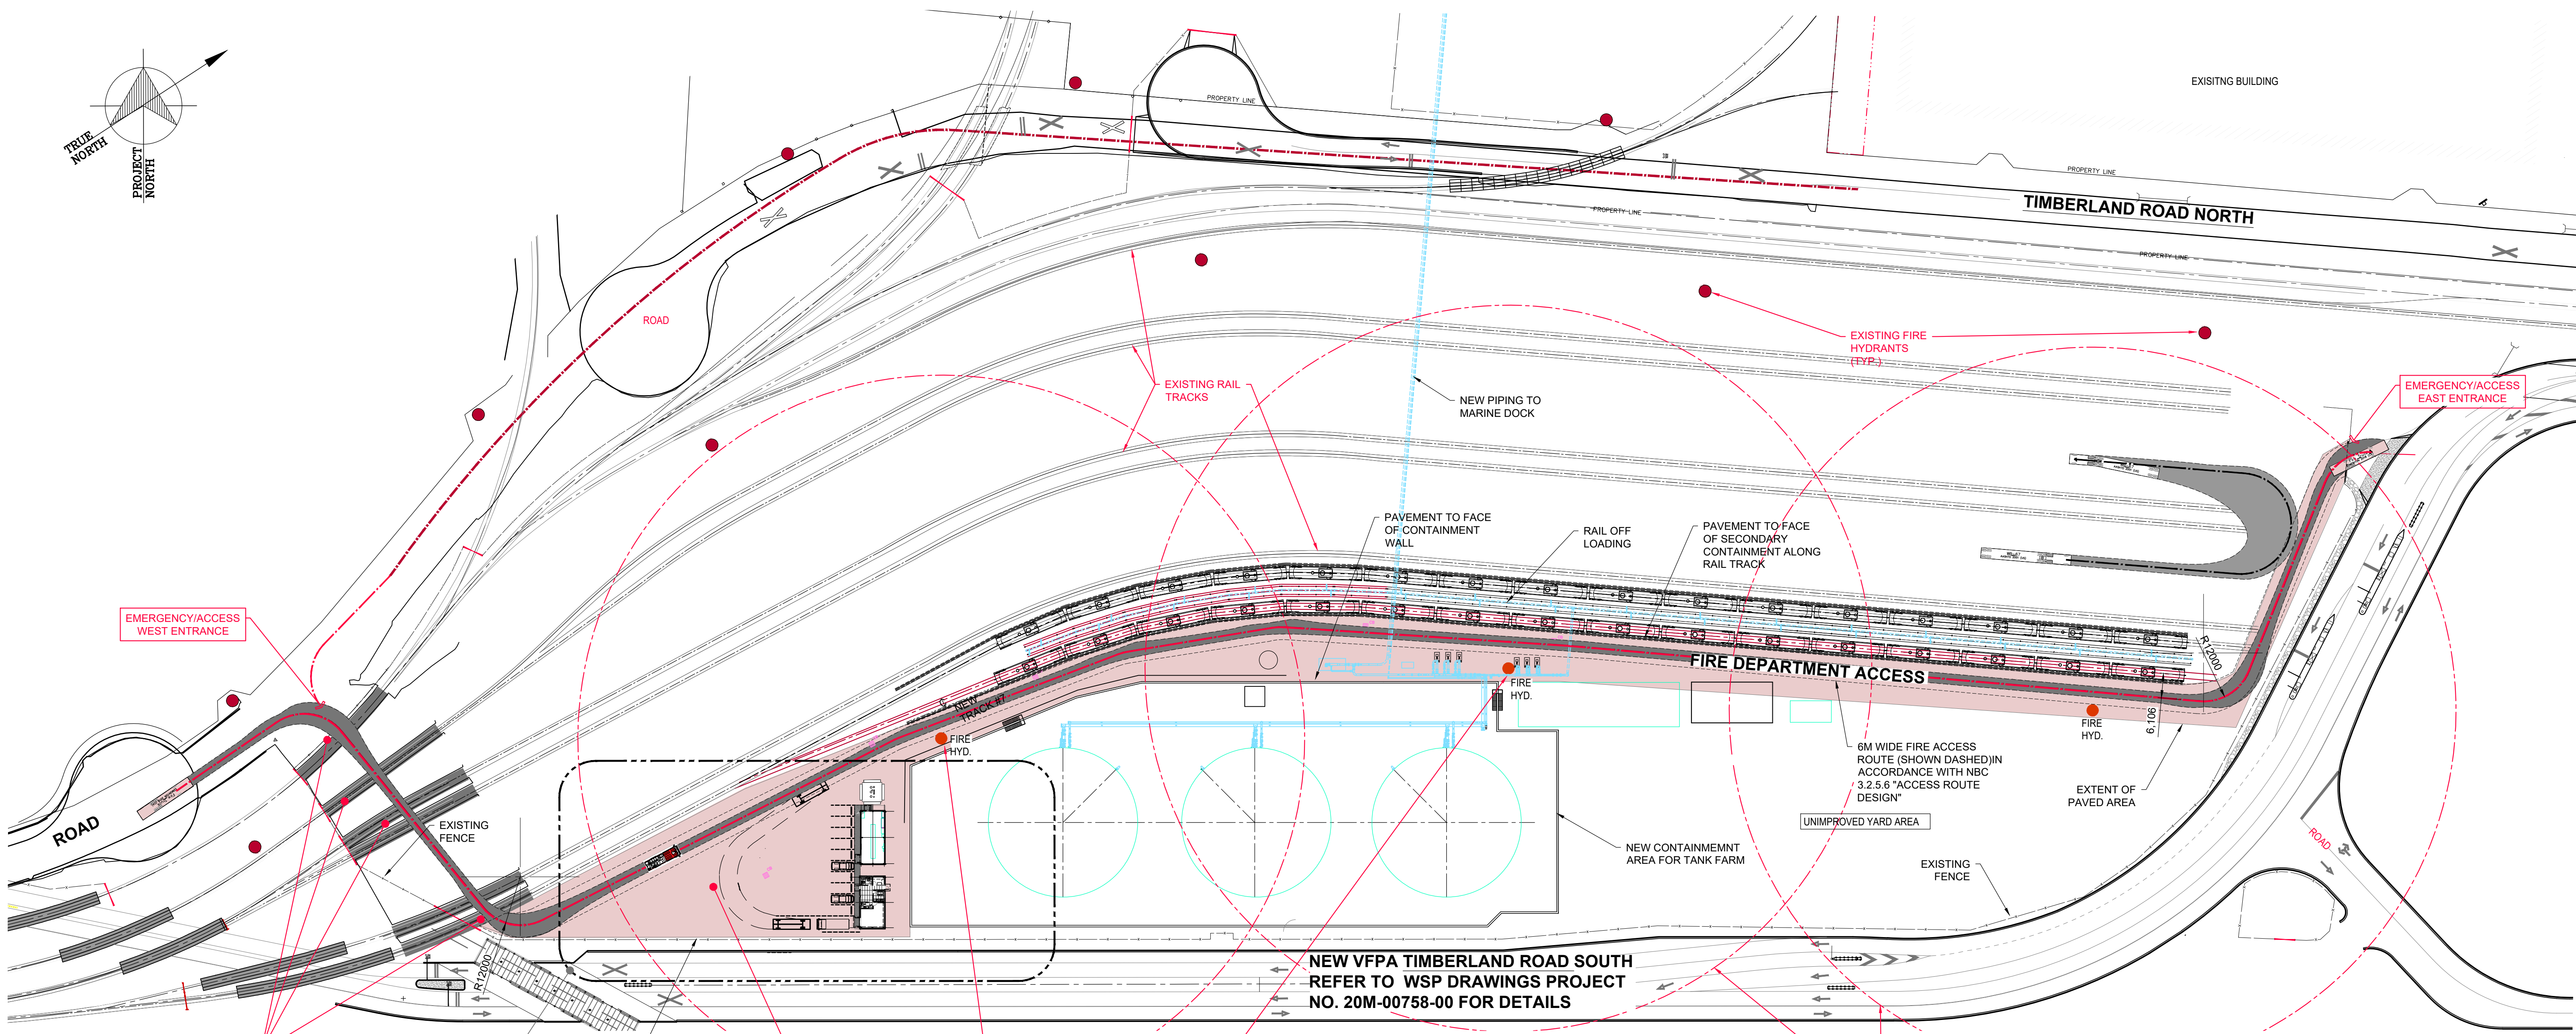 TRUE
NORTH
PROJECT
NORTH
PROPERTY LINE
EXISITNG BUILDING
PROPERTY LINE
PROPERTY LINE
TIMBERLAND ROAD NORTH
PROPERTY LINE
ROAD
EXISTING FIRE
HYDRANTS
(TYP.)
EXISTING RAIL
TRACKS
NEW PIPING TO
MARINE DOCK
EMERGENCY/ACCESS
EAST ENTRANCE
PAVEMENT TO FACE
OF CONTAINMENT
WALL
RAIL OFF
LOADING
PAVEMENT TO FACE
OF SECONDARY
CONTAINMENT ALONG
RAIL TRACK
EMERGENCY/ACCESS
WEST ENTRANCE
R12000
FIRE DEPARTMENT ACCESS
NEW
TRACK #7
FIRE
HYD.
FIRE
HYD.
FIRE
HYD.
6,106
6M WIDE FIRE ACCESS
ROUTE (SHOWN DASHED)IN
ACCORDANCE WITH NBC
3.2.5.6 "ACCESS ROUTE
DESIGN"
EXTENT OF
PAVED AREA
UNIMPROVED YARD AREA
ROAD
EXISTING
FENCE
NEW CONTAINMEMNT
AREA FOR TANK FARM
EXISTING
FENCE
ROAD
R12000
NEW VFPA TIMBERLAND ROAD SOUTH
REFER TO WSP DRAWINGS PROJECT
NO. 20M-00758-00 FOR DETAILS